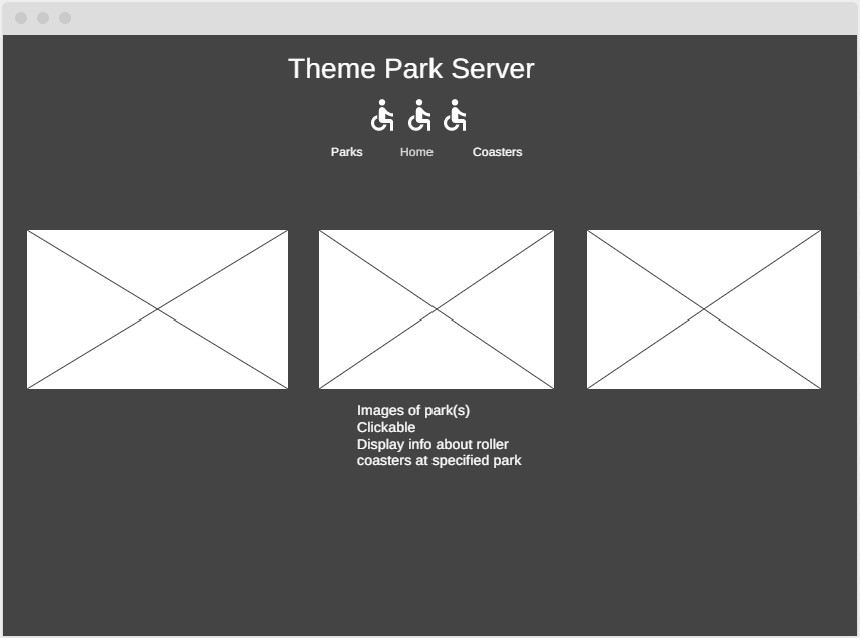 Theme Park Server
Parks Home Coasters
Images of park(s)
Clickable
Display info about roller
coasters at specified park